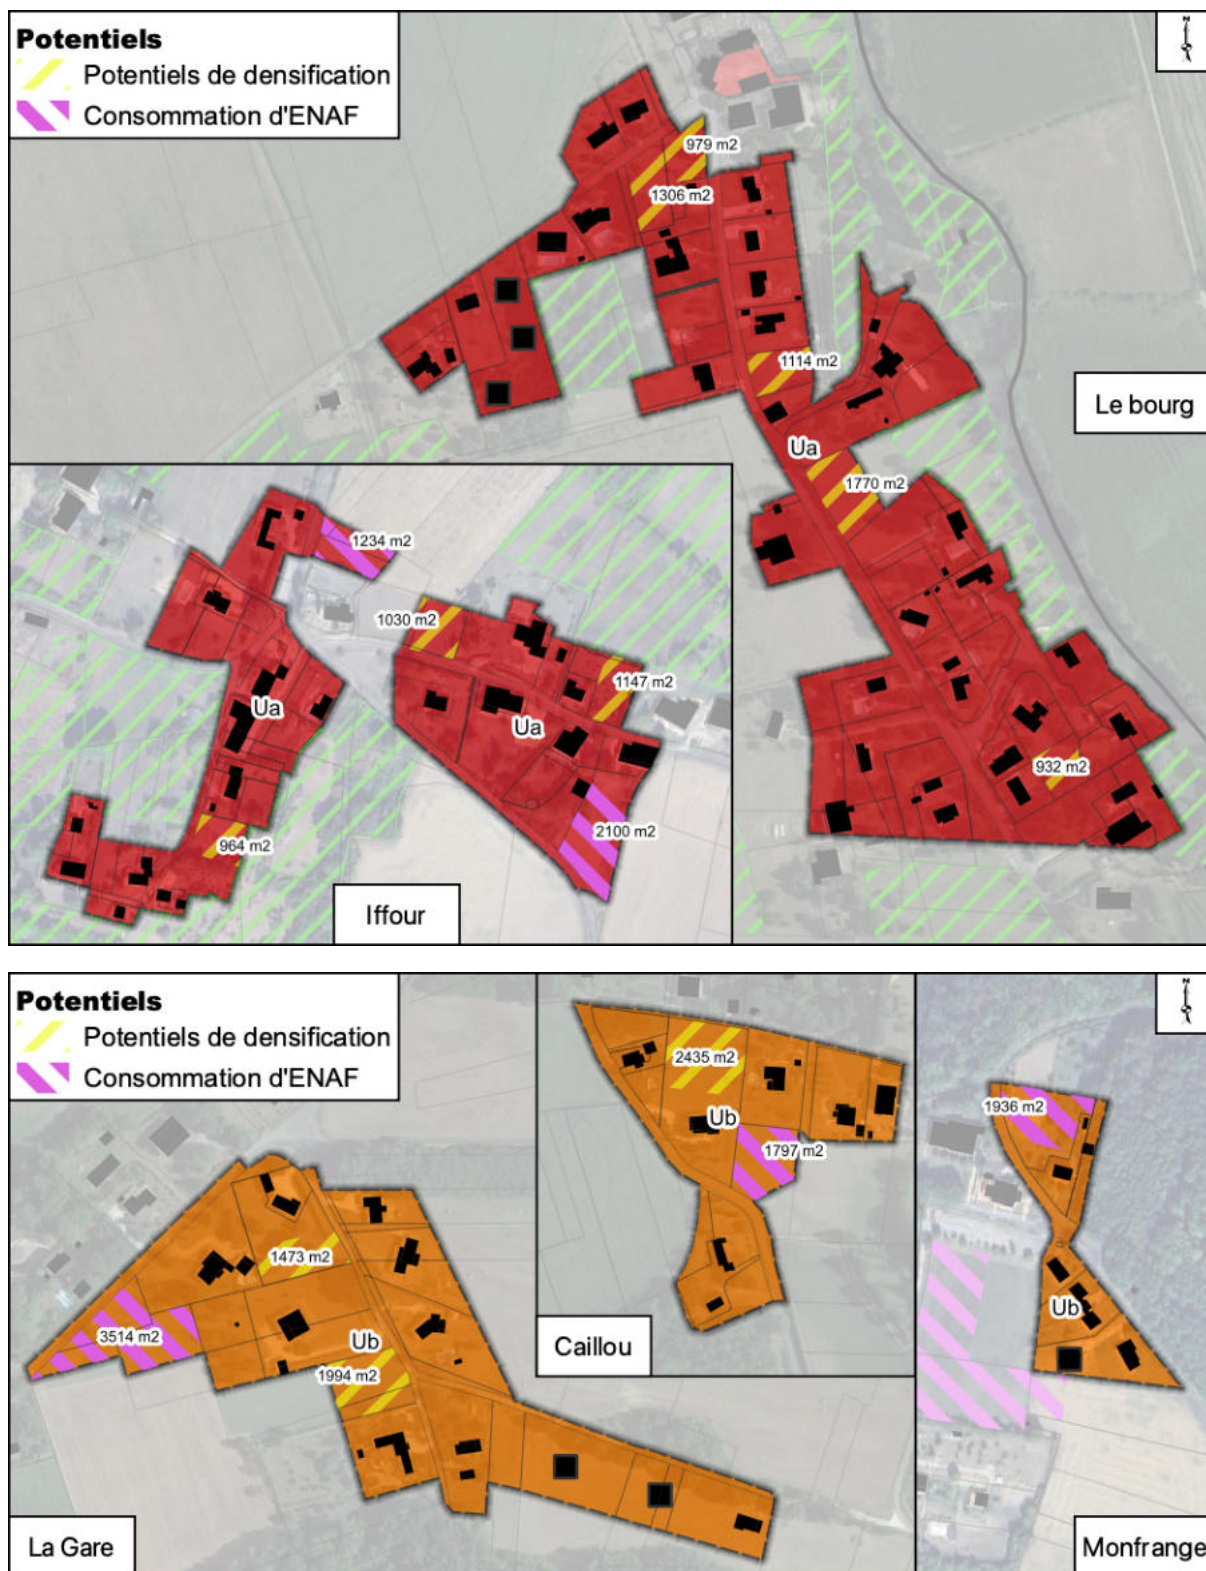 Potentiels
Potentiels de densification
Consommation d'ENAF
N
979 m2
1306 m2
1114 m2
Le bourg
Ua
1770 m2
932 m2
1234 m2
1030 m2
1147 m2
Ua
Ua
2100 m2
964 m2
Iffour
Potentiels
Potentiels de densification
Consommation d'ENAF
N
2435 m2
Ub
1797 m2
Caillou
1936 m2
Ub
Monfrange
1473 m2
3514 m2
Ub
1994 m2
La Gare